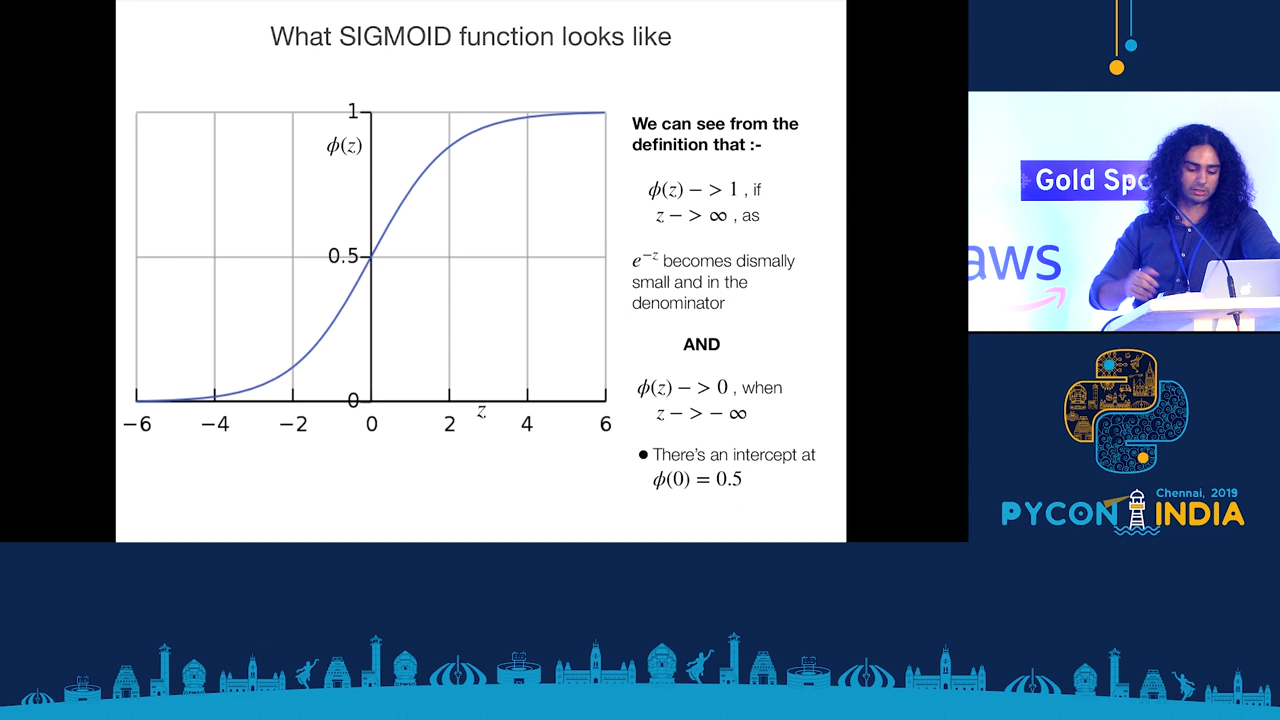 What SIGMOID function looks like
1
ϕ(z)
0.5
0
z
−6 −4 −2 0 2 4 6
We can see from the
definition that :-
ϕ(z) − > 1 , if
z − > ∞ , as
e^{−z} becomes dismally
small and in the
denominator
AND
ϕ(z) − > 0 , when
z − > − ∞
● There's an intercept at
ϕ(0) = 0.5
Gold Spo
aws
Chennai, 2019
PYCON INDIA